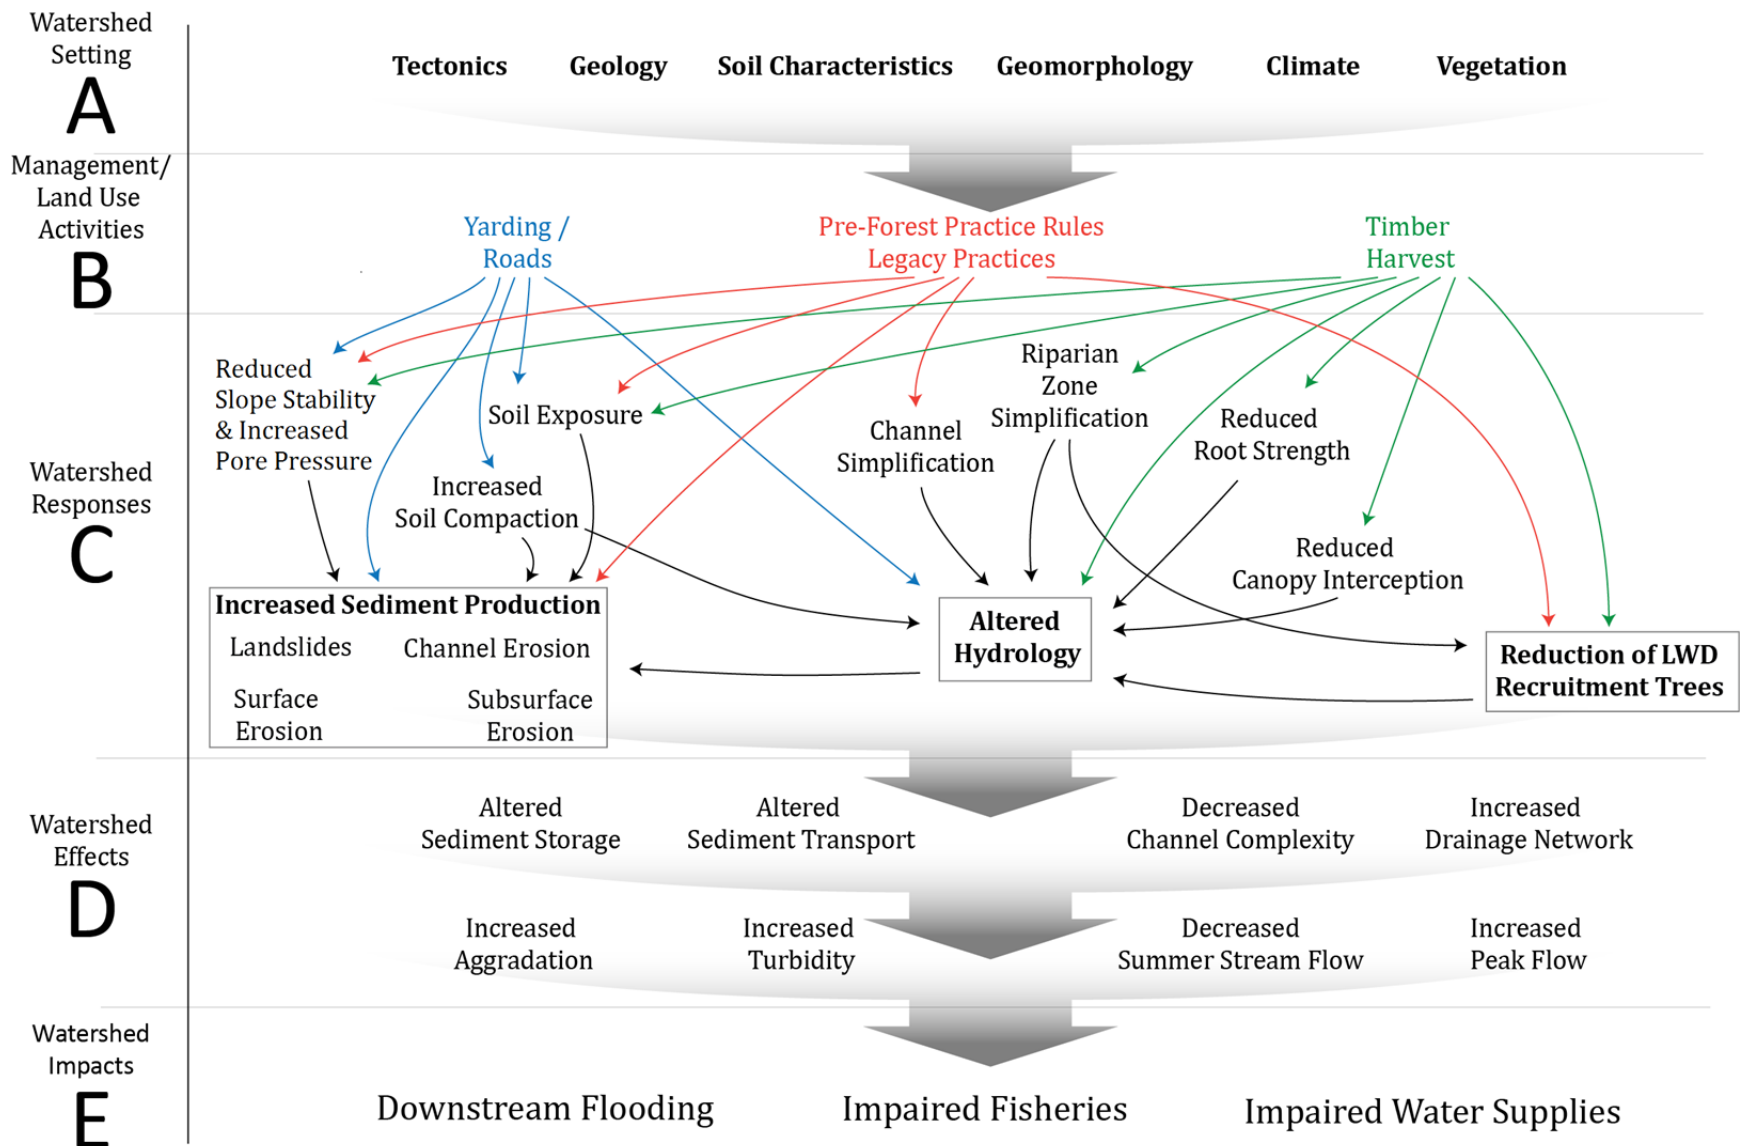 Watershed
Setting
A
Tectonics Geology Soil Characteristics Geomorphology Climate Vegetation
Management/
Land Use
Activities
B
Yarding /
Roads
Pre-Forest Practice Rules
Legacy Practices
Timber
Harvest
Watershed
Responses
C
Reduced
Slope Stability
& Increased
Pore Pressure
Soil Exposure
Increased
Soil Compaction
Channel
Simplification
Riparian
Zone
Simplification
Reduced
Root Strength
Reduced
Canopy Interception
Increased Sediment Production
Landslides Channel Erosion
Surface
Erosion
Subsurface
Erosion
Altered
Hydrology
Reduction of LWD
Recruitment Trees
Watershed
Effects
D
Altered
Sediment Storage
Altered
Sediment Transport
Decreased
Channel Complexity
Increased
Drainage Network
Increased
Aggradation
Increased
Turbidity
Decreased
Summer Stream Flow
Increased
Peak Flow
Watershed
Impacts
E
Downstream Flooding Impaired Fisheries Impaired Water Supplies